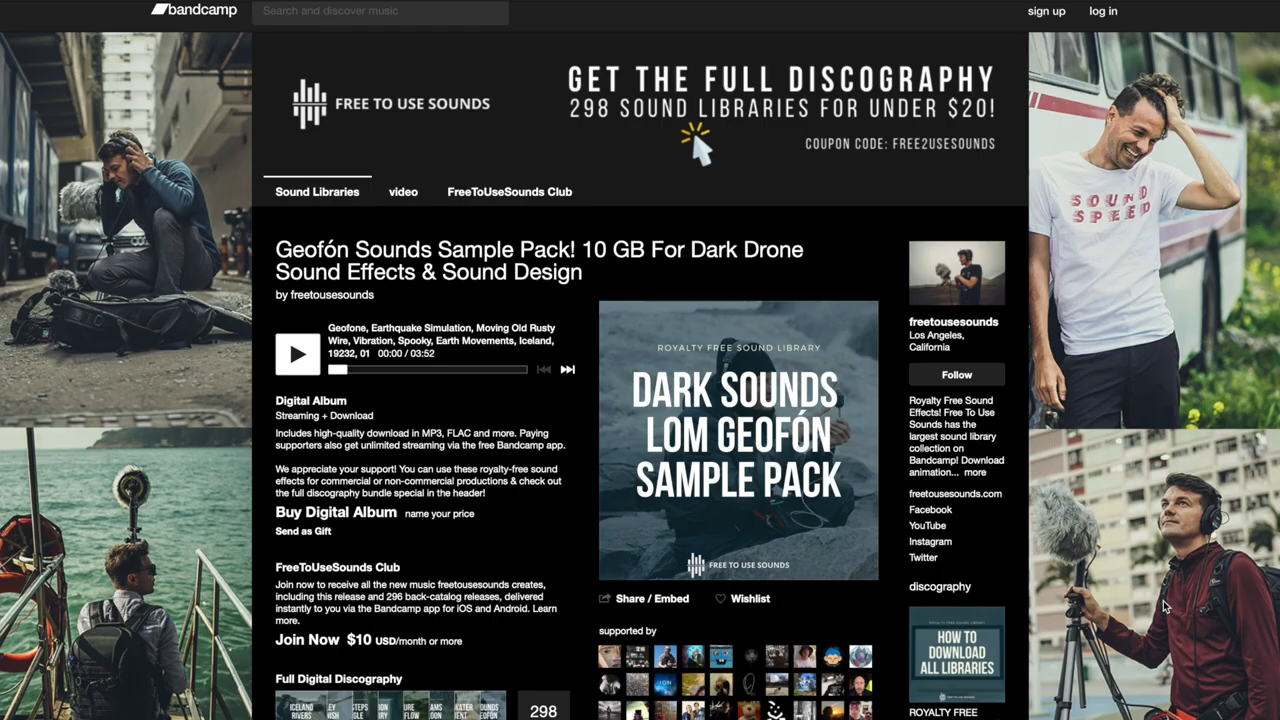 bandcamp
Search and discover music
sign up
log in
FREE TO USE SOUNDS
GET THE FULL DISCOGRAPHY
298 SOUND LIBRARIES FOR UNDER $20!
COUPON CODE: FREE2USESOUNDS
Sound Libraries
video
FreeToUseSounds Club
Geofón Sounds Sample Pack! 10 GB For Dark Drone
Sound Effects & Sound Design
by freetousesounds
Geofone, Earthquake Simulation, Moving Old Rusty
Wire, Vibration, Spooky, Earth Movements, Iceland,
19232, 01 00:00 / 03:52
Digital Album
Streaming + Download
Includes high-quality download in MP3, FLAC and more. Paying
supporters also get unlimited streaming via the free Bandcamp app.
We appreciate your support! You can use these royalty-free sound
effects for commercial or non-commercial productions & check out
the full discography bundle special in the header!
Buy Digital Album name your price
Send as Gift
FreeToUseSounds Club
Join now to receive all the new music freetousesounds creates,
including this release and 296 back-catalog releases, delivered
instantly to you via the Bandcamp app for iOS and Android. Learn
more.
Join Now $10 USD/month or more
Full Digital Discography
298
ROYALTY FREE SOUND LIBRARY
DARK SOUNDS
LOM GEOFÓN
SAMPLE PACK
FREE TO USE SOUNDS
Share / Embed
Wishlist
supported by
freetousesounds
Los Angeles,
California
Follow
Royalty Free Sound
Effects! Free To Use
Sounds has the
largest sound library
collection on
Bandcamp! Download
animation... more
freetousesounds.com
Facebook
YouTube
Instagram
Twitter
discography
HOW TO
DOWNLOAD
ALL LIBRARIES
ROYALTY FREE
SOUND
SPEED